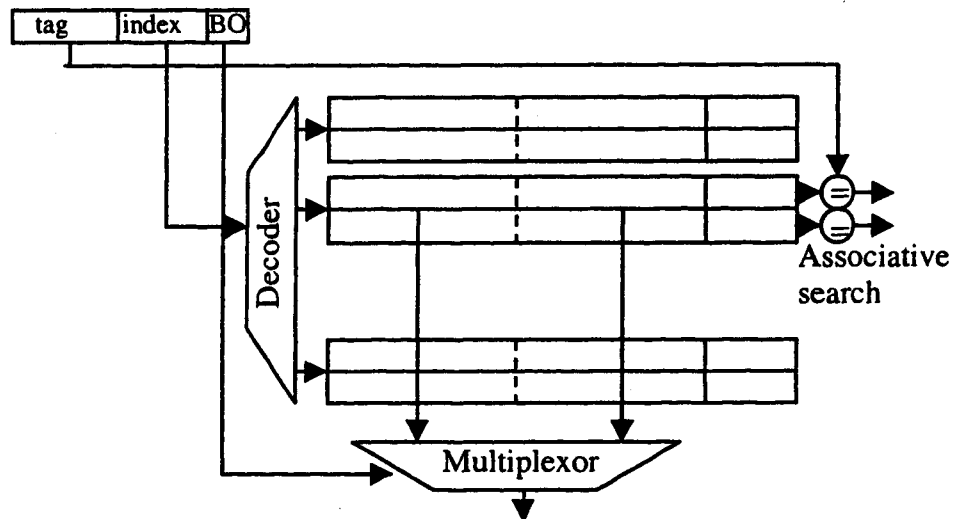 tag index BO
Decoder
=
=
Associative
search
Multiplexor